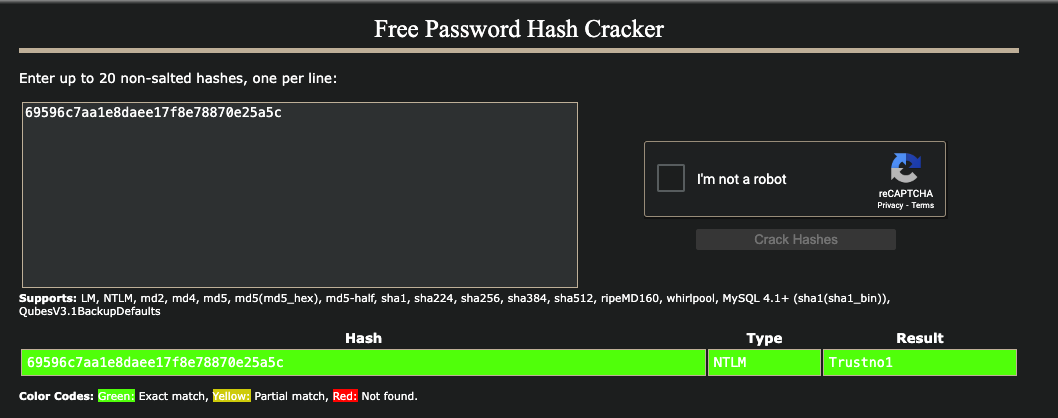 Free Password Hash Cracker
Enter up to 20 non-salted hashes, one per line:
69596c7aa1e8daee17f8e78870e25a5c
I'm not a robot
reCAPTCHA
Privacy - Terms
Crack Hashes
Supports: LM, NTLM, md2, md4, md5, md5(md5_hex), md5-half, sha1, sha224, sha256, sha384, sha512, ripeMD160, whirlpool, MySQL 4.1+ (sha1(sha1_bin)),
QubesV3.1BackupDefaults
Hash Type Result
69596c7aa1e8daee17f8e78870e25a5c NTLM Trustno1
Color Codes: Green: Exact match, Yellow: Partial match, Red: Not found.